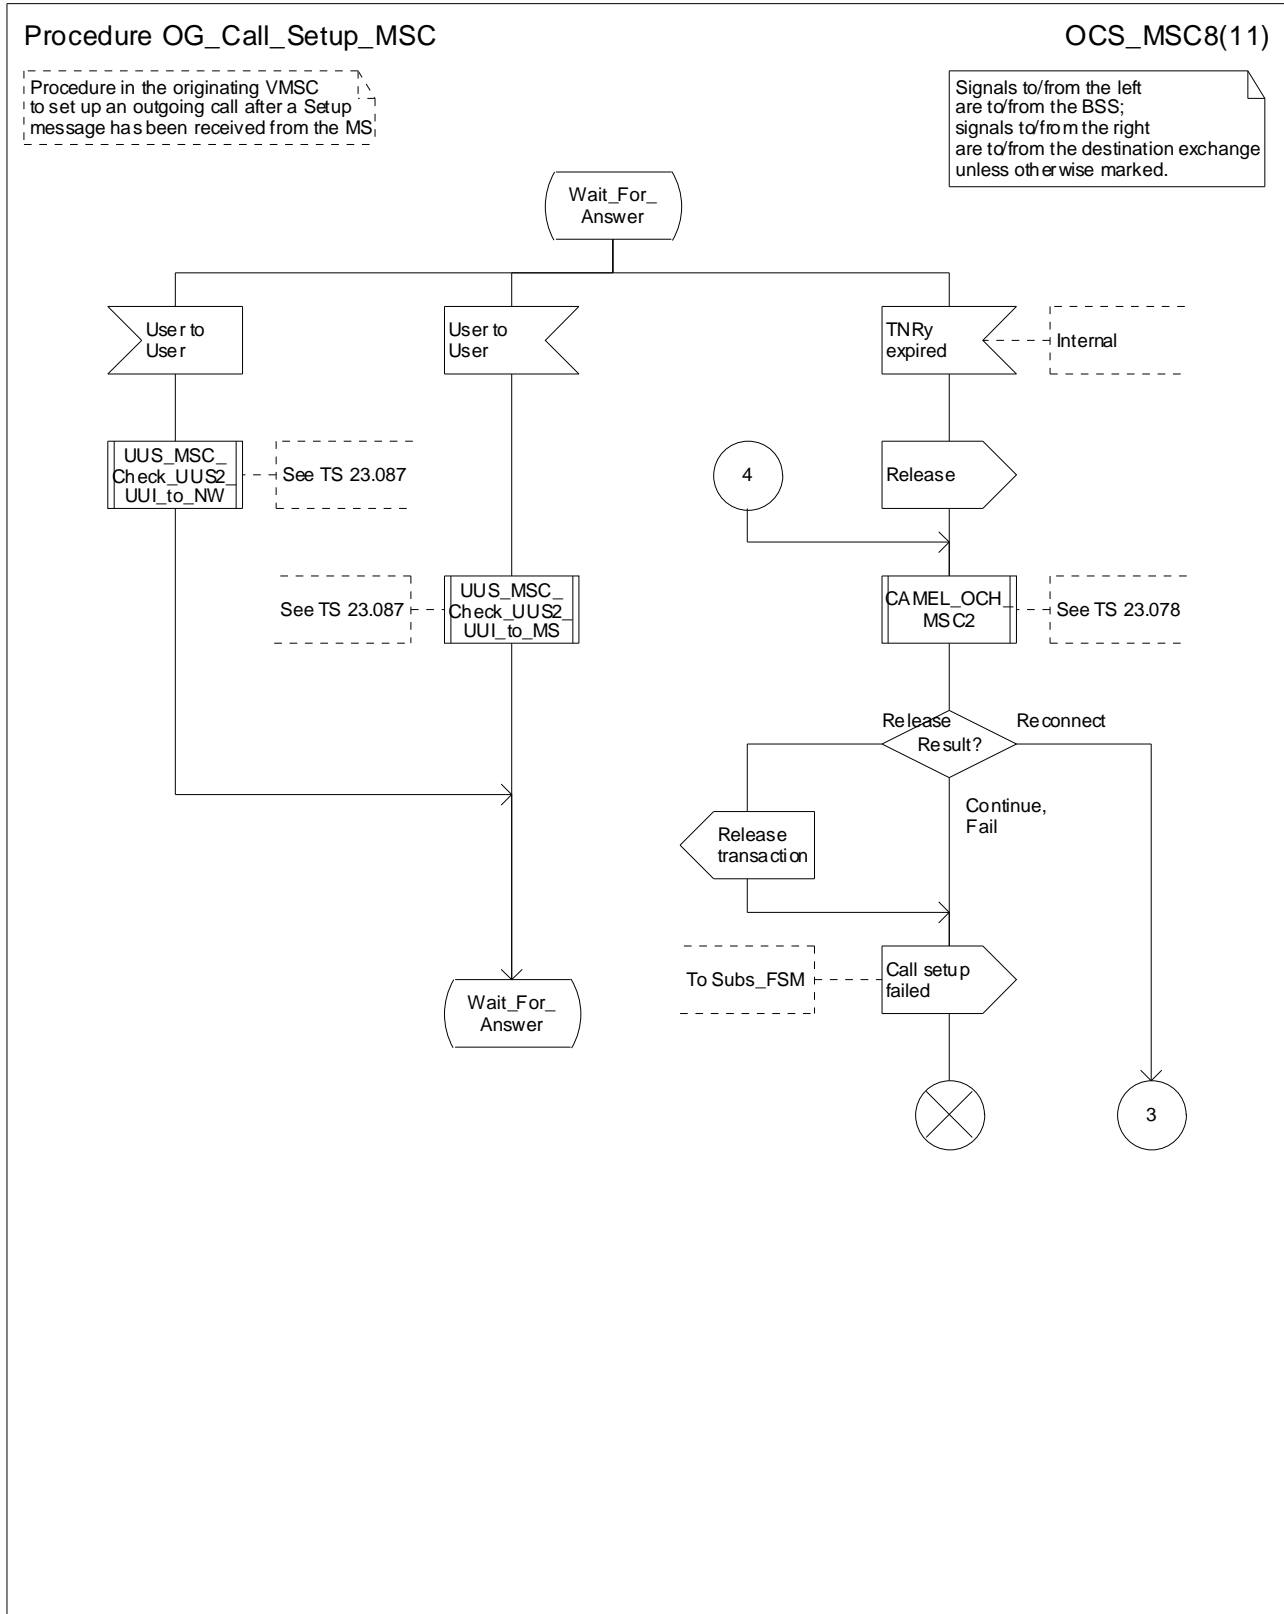 Procedure OG_Call_Setup_MSC
OCS_MSC8(11)
Procedure in the originating VMSC
to set up an outgoing call after a Setup
message has been received from the MS
Signals to/from the left
are to/from the BSS;
signals to/from the right
are to/from the destination exchange
unless otherwise marked.
Wait_For_
Answer
User to
User
User to
User
TNRy
expired
Internal
UUS_MSC_
Check_UUS2_
UUI_to_NW
See TS 23.087
4
Release
See TS 23.087
UUS_MSC_
Check_UUS2_
UUI_to_MS
CAMEL_OCH_
MSC2
See TS 23.078
Release
Reconnect
Result?
Continue,
Fail
Release
transaction
To Subs_FSM
Call setup
failed
Wait_For_
Answer
3